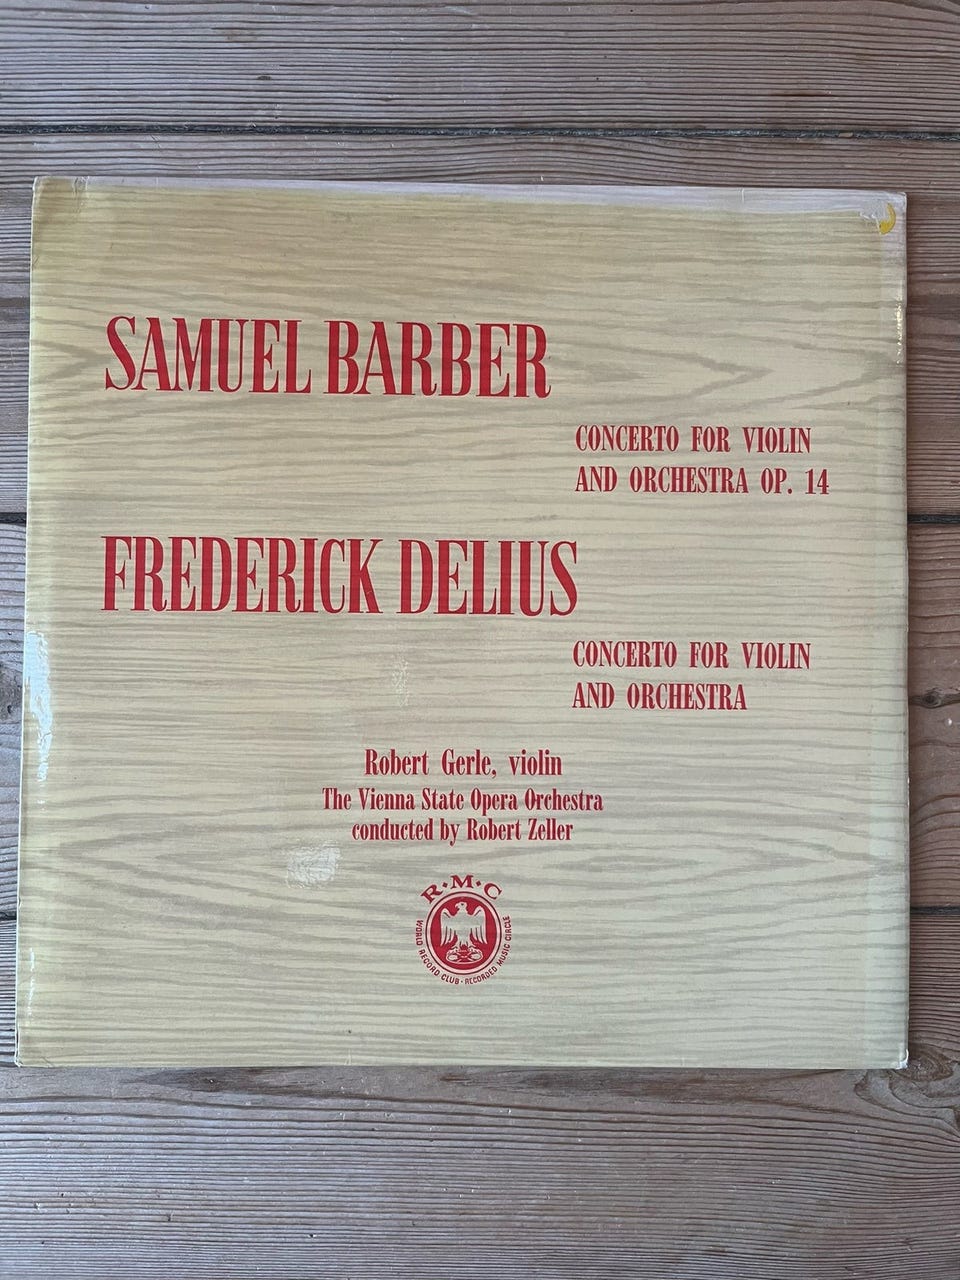 SAMUEL BARBER
CONCERTO FOR VIOLIN
AND ORCHESTRA OP. 14
FREDERICK DELIUS
CONCERTO FOR VIOLIN
AND ORCHESTRA
Robert Gerle, violin
The Vienna State Opera Orchestra
conducted by Robert Zeller
R·M·C
WORLD RECORD CLUB · RECORDED MUSIC CIRCLE